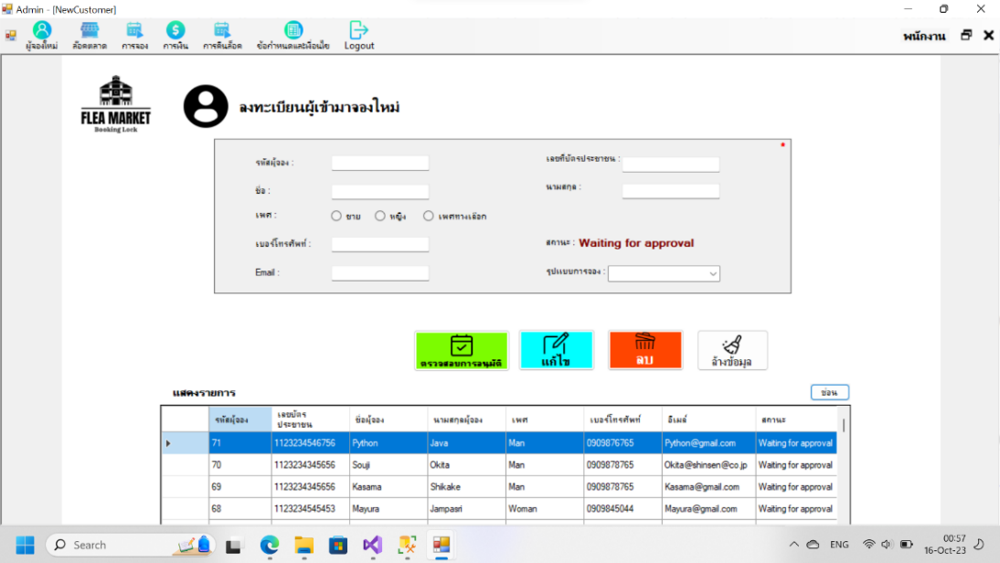 Admin - [NewCustomer]
ผู้จองใหม่ ล็อคตลาด การจอง การเงิน การคืนล็อค ข้อกำหนดและเงื่อนไข Logout พนักงาน
FLEA MARKET
Booking Lock
ลงทะเบียนผู้เข้ามาจองใหม่
รหัสผู้จอง : เลขที่บัตรประชาชน : *
ชื่อ : นามสกุล :
เพศ : ชาย หญิง เพศทางเลือก
เบอร์โทรศัพท์ : สถานะ : Waiting for approval
Email : รูปแบบการจอง :
ตรวจสอบการอนุมัติ แก้ไข ลบ ล้างข้อมูล
แสดงรายการ ซ่อน
รหัสผู้จอง เลขบัตรประชาชน ชื่อผู้จอง นามสกุลผู้จอง เพศ เบอร์โทรศัพท์ อีเมล์ สถานะ
71 1123234546756 Python Java Man 0909876765 Python@gmail.com Waiting for approval
70 1123234345656 Souji Okita Man 0909878765 Okita@shinsen@co.jp Waiting for approval
69 1123234345656 Kasama Shikake Man 0909878765 Kasama@gmail.com Waiting for approval
68 1123234545453 Mayura Jampasri Woman 0909845044 Mayura@gmail.com Waiting for approval
Search ENG 00:57
16-Oct-23